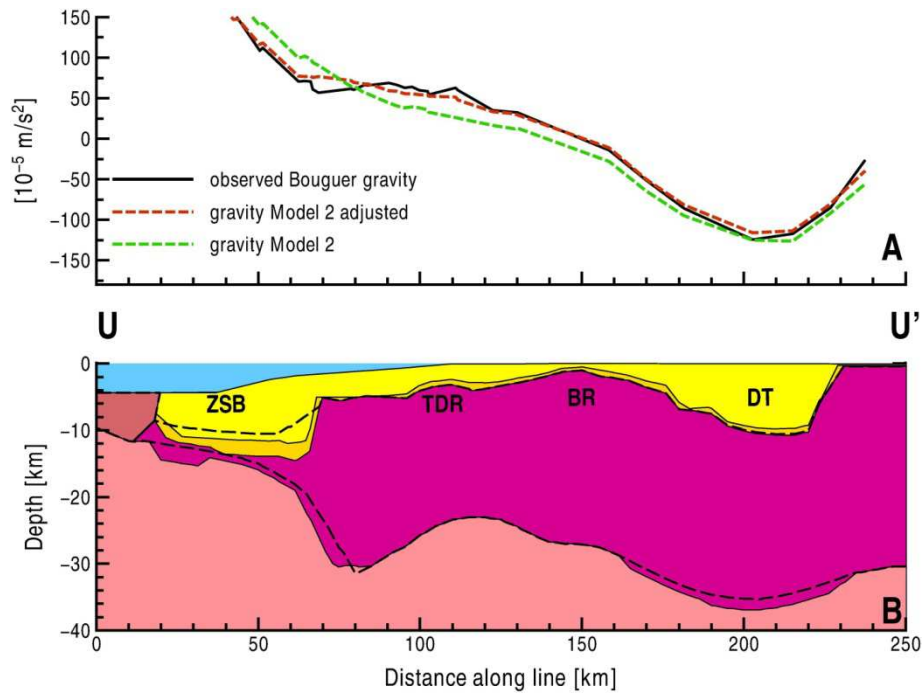 150
100
50
0
−50
−100
−150
[10⁻⁵ m/s²]
observed Bouguer gravity
gravity Model 2 adjusted
gravity Model 2
A
U
U’
0
−10
−20
−30
−40
Depth [km]
ZSB
TDR
BR
DT
B
0
50
100
150
200
250
Distance along line [km]